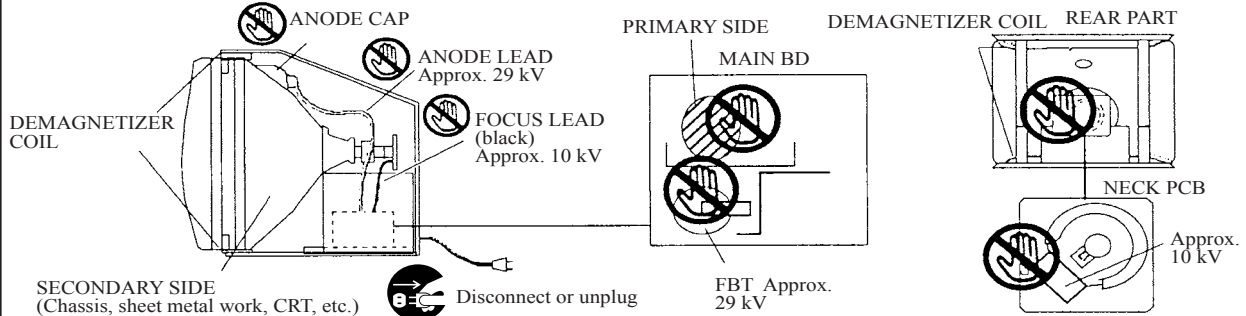 ANODE CAP
ANODE LEAD
Approx. 29 kV
FOCUS LEAD
(black)
Approx. 10 kV
DEMAGNETIZER
COIL
SECONDARY SIDE
(Chassis, sheet metal work, CRT, etc.)
Disconnect or unplug
PRIMARY SIDE
MAIN BD
FBT Approx.
29 kV
DEMAGNETIZER COIL
REAR PART
NECK PCB
Approx.
10 kV